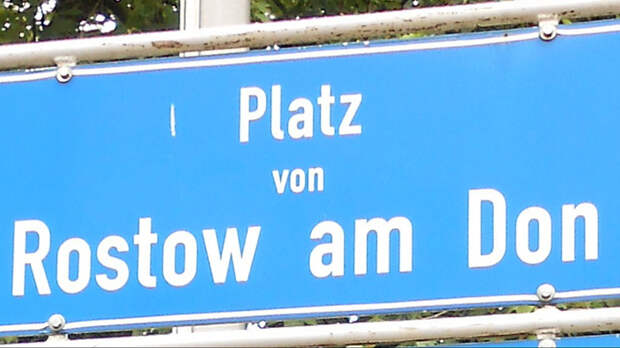 Platz
von
Rostow am Don